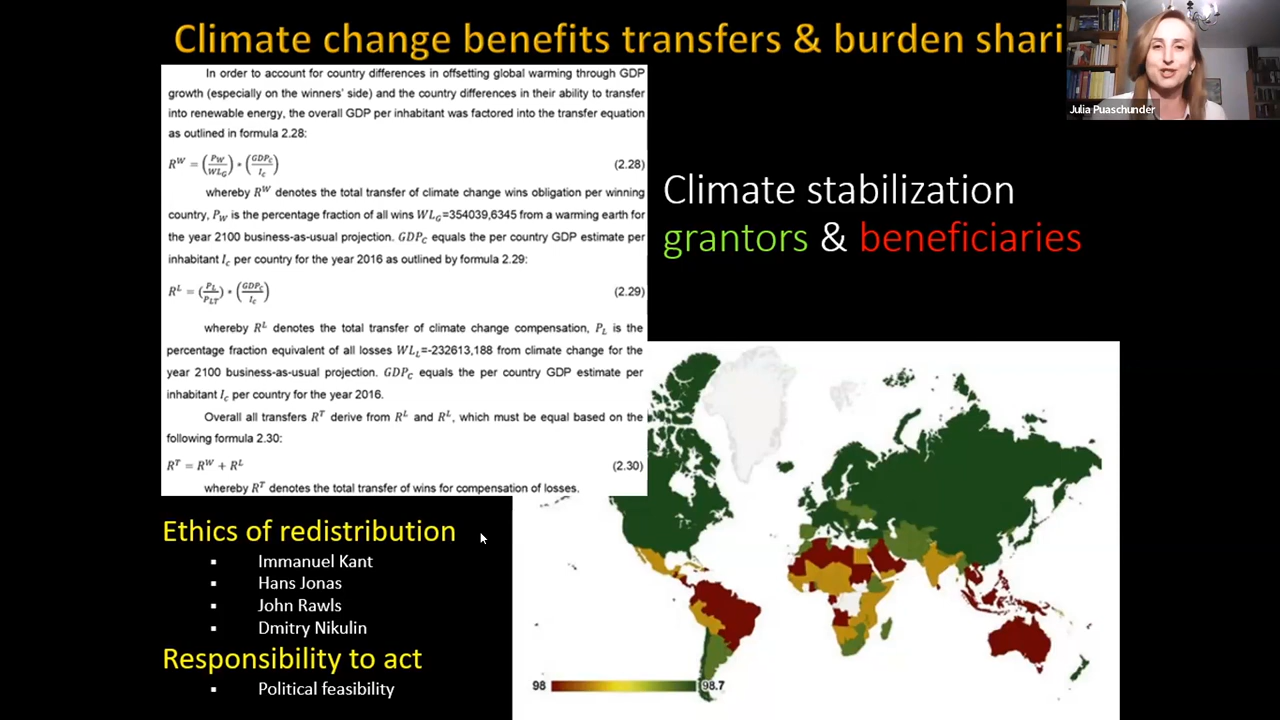 Climate change benefits transfers & burden shari
Julia Puaschunder
In order to account for country differences in offsetting global warming through GDP
growth (especially on the winners' side) and the country differences in their ability to transfer
into renewable energy, the overall GDP per inhabitant was factored into the transfer equation
as outlined in formula 2.28:
R^W = (P_W/WL_G) * (GDP_C/I_c) (2.28)
whereby R^W denotes the total transfer of climate change wins obligation per winning
country, P_W is the percentage fraction of all wins WL_G=354039,6345 from a warming earth for
the year 2100 business-as-usual projection. GDP_C equals the per country GDP estimate per
inhabitant I_c per country for the year 2016 as outlined by formula 2.29:
R^L = (P_L/P_LT) * (GDP_C/I_c) (2.29)
whereby R^L denotes the total transfer of climate change compensation, P_L is the
percentage fraction equivalent of all losses WL_L=-232613,188 from climate change for the
year 2100 business-as-usual projection. GDP_C equals the per country GDP estimate per
inhabitant I_c per country for the year 2016.
Overall all transfers R^T derive from R^L and R^L, which must be equal based on the
following formula 2.30:
R^T = R^W + R^L (2.30)
whereby R^T denotes the total transfer of wins for compensation of losses.
Climate stabilization
grantors & beneficiaries
Ethics of redistribution
▪ Immanuel Kant
▪ Hans Jonas
▪ John Rawls
▪ Dmitry Nikulin
Responsibility to act
▪ Political feasibility
98 98.7